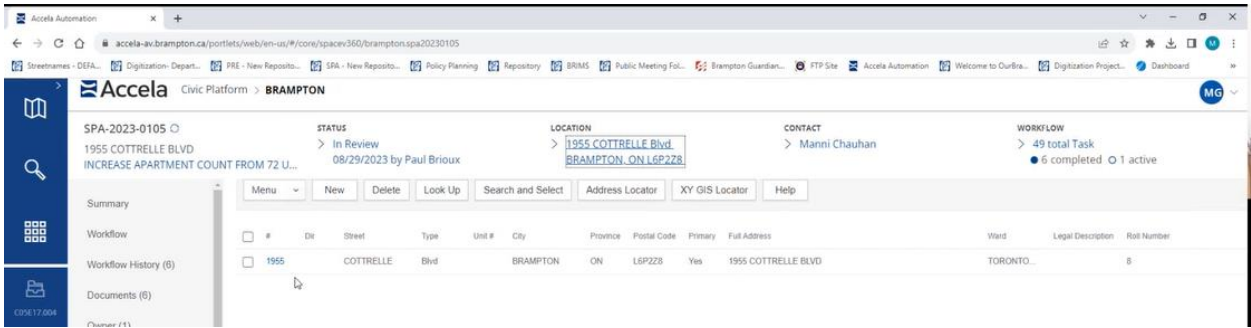 Accela Automation
accela-av.brampton.ca/portlets/web/en-us/#/core/spacev360/brampton.spa20230105
Streetnames - DEFA... Digitization- Depart... PRE - New Reposito... SPA - New Reposito... Policy Planning Repository BRIMS Public Meeting Fol... Brampton Guardian... FTP Site Accela Automation Welcome to OurBra... Digitization Project... Dashboard
Accela Civic Platform > BRAMPTON MG
SPA-2023-0105 STATUS LOCATION CONTACT WORKFLOW
1955 COTTRELLE BLVD > In Review > 1955 COTTRELLE Blvd > Manni Chauhan > 49 total Task
INCREASE APARTMENT COUNT FROM 72 U... 08/29/2023 by Paul Brioux BRAMPTON, ON L6P2Z8 6 completed 1 active
Menu New Delete Look Up Search and Select Address Locator XY GIS Locator Help
Summary
Workflow # Dir Street Type Unit # City Province Postal Code Primary Full Address Ward Legal Description Roll Number
Workflow History (6) 1955 COTTRELLE Blvd BRAMPTON ON L6P2Z8 Yes 1955 COTTRELLE BLVD TORONTO... 8
Documents (6)
C05E17.004
Owner (1)